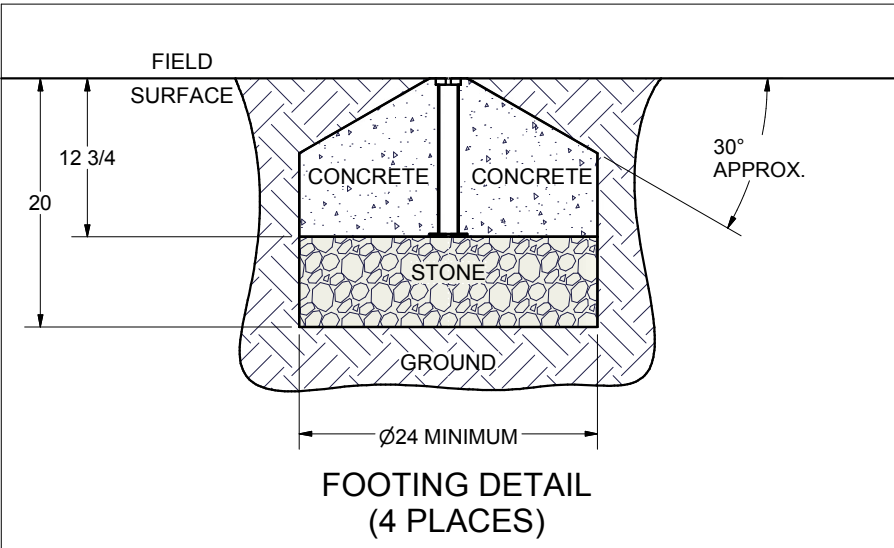 FIELD
SURFACE
12 3/4
20
30°
APPROX.
CONCRETE
CONCRETE
STONE
GROUND
Ø24 MINIMUM
FOOTING DETAIL
(4 PLACES)